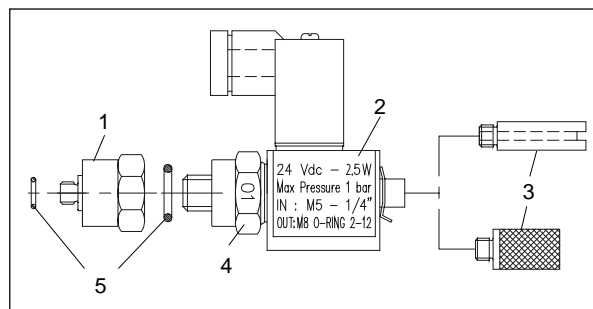 1
2
24 Vdc - 2,5W
Max Pressure 1 bar
IN : M5 - 1/4"
OUT:M8 O-RING 2-12
01
3
4
5